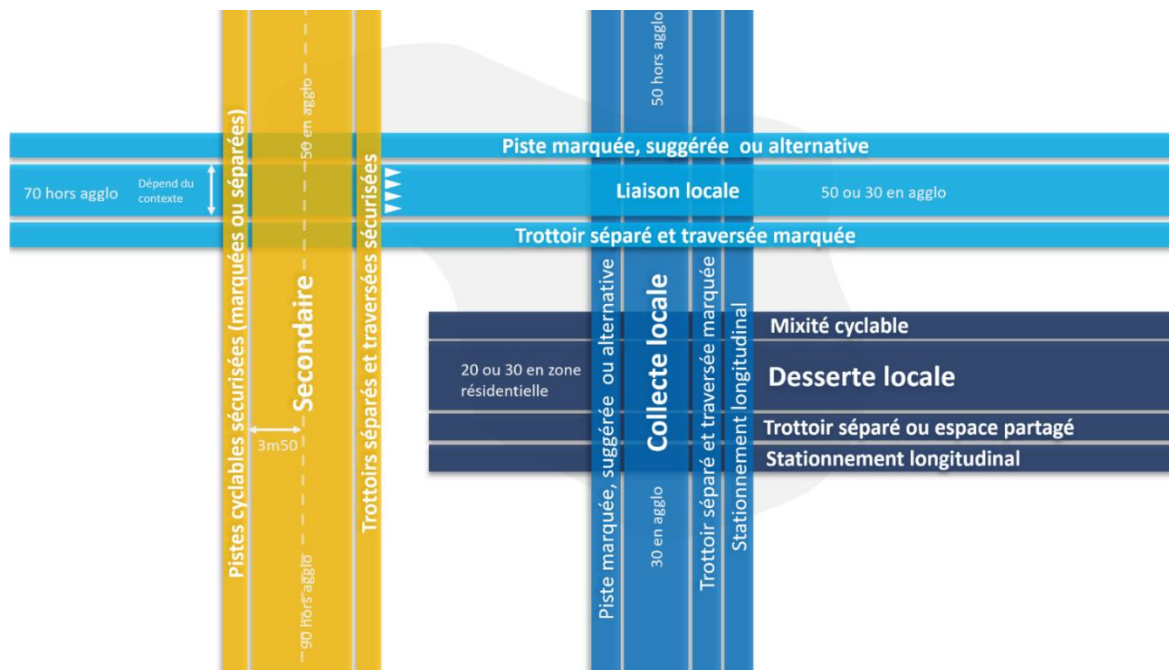 Pistes cyclables sécurisées (marquées ou séparées)
50 en agglo
Secondaire
3m50
90 hors agglo
Trottoirs séparés et traversées sécurisées
Piste marquée, suggérée ou alternative
70 hors agglo
Dépend du
contexte
Liaison locale
50 ou 30 en agglo
Trottoir séparé et traversée marquée
Piste marquée, suggérée ou alternative
50 hors agglo
Collecte locale
30 en agglo
Trottoir séparé et traversée marquée
Stationnement longitudinal
Mixité cyclable
20 ou 30 en zone
résidentielle
Desserte locale
Trottoir séparé ou espace partagé
Stationnement longitudinal